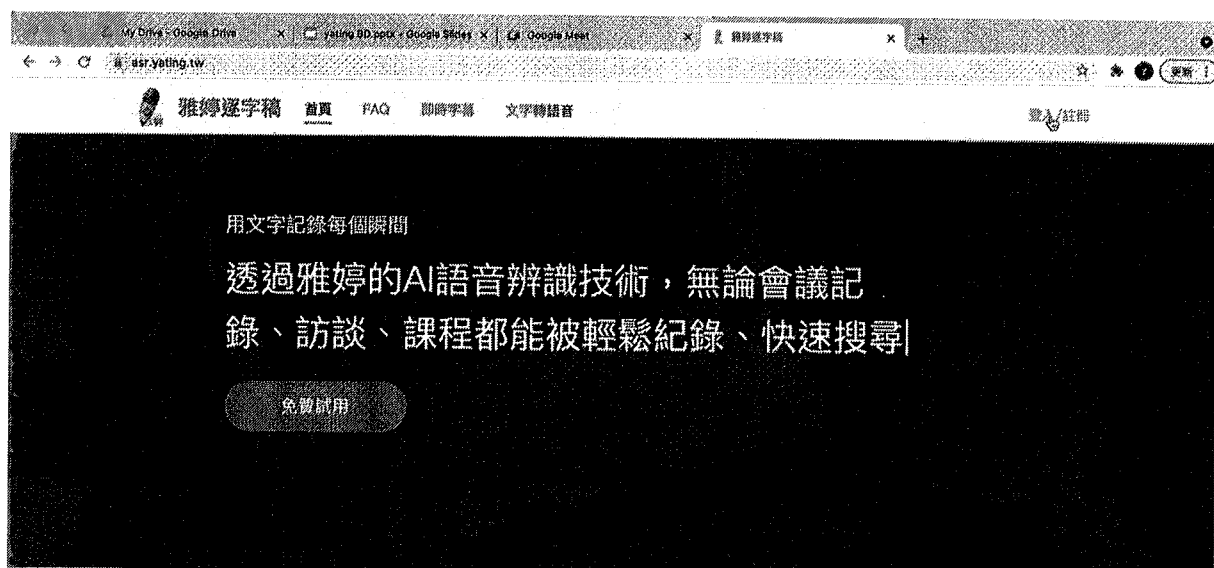 My Drive - Google Drive
yating BD.pptx - Google Slides
Google Meet
雅婷逐字稿
asr.yating.tw
更新
雅婷逐字稿 首頁 FAQ 即時字幕 文字轉語音 登入/註冊
用文字記錄每個瞬間
透過雅婷的AI語音辨識技術，無論會議記
錄、訪談、課程都能被輕鬆紀錄、快速搜尋
免費試用